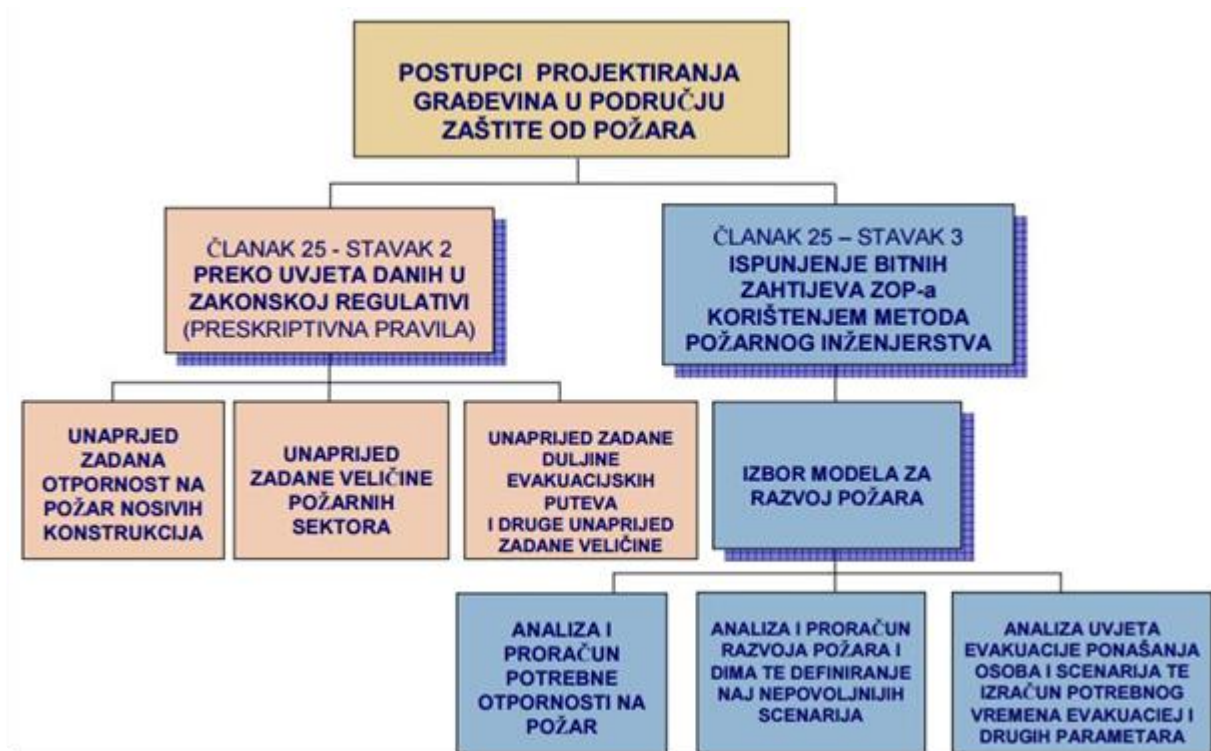 POSTUPCI PROJEKTIRANJA
GRAĐEVINA U PODRUČJU
ZAŠTITE OD POŽARA
ČLANAK 25 - STAVAK 2
PREKO UVJETA DANIH U
ZAKONSKOJ REGULATIVI
(PRESKRIPTIVNA PRAVILA)
ČLANAK 25 – STAVAK 3
ISPUNJENJE BITNIH
ZAHTIJEVA ZOP-a
KORIŠTENJEM METODA
POŽARNOG INŽENJERSTVA
UNAPRJED
ZADANA
OTPORNOST NA
POŽAR NOSIVIH
KONSTRUKCIJA
UNAPRIJED
ZADANE VELIČINE
POŽARNIH
SEKTORA
UNAPRIJED ZADANE
DULJINE
EVAKUACIJSKIH
PUTEVA
I DRUGE UNAPRIJED
ZADANE VELIČINE
IZBOR MODELA ZA
RAZVOJ POŽARA
ANALIZA I
PRORAČUN
POTREBNE
OTPORNOSTI NA
POŽAR
ANALIZA I PRORAČUN
RAZVOJA POŽARA I
DIMA TE DEFINIRANJE
NAJ NEPOVOLJNIJIH
SCENARIJA
ANALIZA UVJETA
EVAKUACIJE PONAŠANJA
OSOBA I SCENARIJA TE
IZRAČUN POTREBNOG
VREMENA EVAKUACIEJ I
DRUGIH PARAMETARA